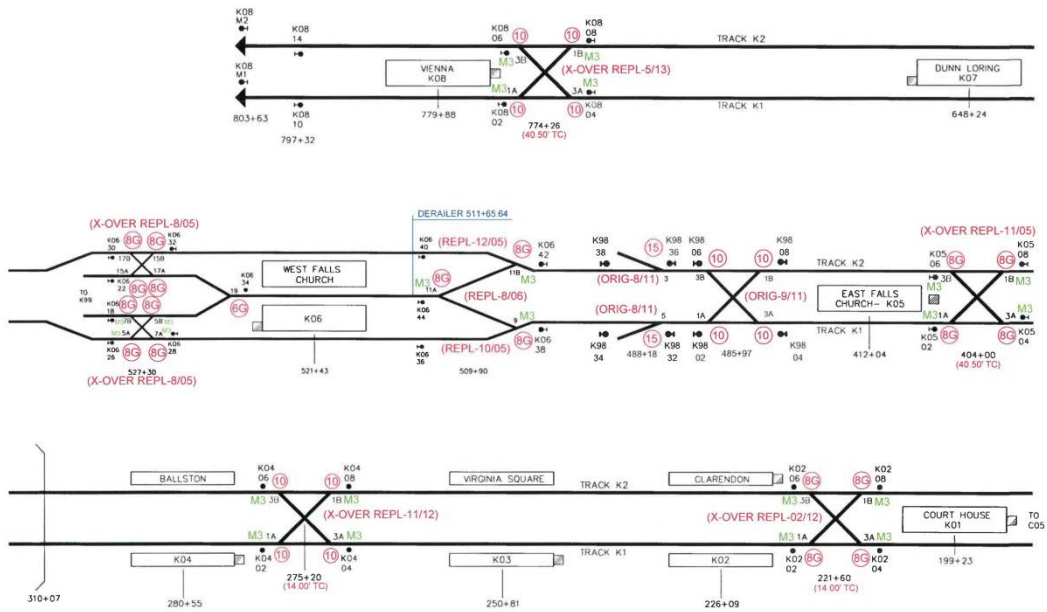 K08
M2
K08
14
K08
06
10
10
K08
08
TRACK K2
M3
3B
1B
M3
VIENNA
K08
(X-OVER REPL-5/13)
DUNN LORING
K07
K08
M1
M3
1A
3A
M3
TRACK K1
803+63
K08
10
797+32
779+88
K08
02
10
10
K08
04
774+26
(40.50' TC)
648+24
DERAILER 511+65.64
(X-OVER REPL-8/05)
K06
30
8G
8G
K06
32
K06
40
(REPL-12/05)
8G
K06
42
15
K98
38
K98
36
K98
06
10
10
K98
08
(X-OVER REPL-11/05)
K05
06
8G
8G
K05
08
17B
15B
15A
17A
11B
M3
(ORIG-8/11)
3
3B
1B
TRACK K2
M3
3B
1B
M3
K06
22
8G
8G
K06
34
WEST FALLS
CHURCH
M3
8G
11A
(REPL-8/06)
(ORIG-9/11)
EAST FALLS
CHURCH- K05
TO
K99
K06
18
8G
8G
19
6G
K06
K06
44
(ORIG-8/11)
5
1A
3A
M3
1A
3A
M3
M3
7B
5B
M3
M3
5A
7A
M3
9
M3
TRACK K1
K06
26
8G
8G
K06
28
K06
36
(REPL-10/05)
8G
K06
38
K98
34
15
K98
32
K98
02
10
10
K98
04
K05
02
8G
8G
K05
04
M3
527+30
(X-OVER REPL-8/05)
521+43
509+90
488+18
485+97
412+04
404+00
(40.50' TC)
BALLSTON
K04
06
10
10
K04
08
VIRGINIA SQUARE
TRACK K2
CLARENDON
K02
06
8G
8G
K02
08
M3
3B
1B
M3
M3
3B
1B
M3
(X-OVER REPL-11/12)
(X-OVER REPL-02/12)
COURT HOUSE
K01
TO
C05
M3
1A
3A
M3
TRACK K1
M3
1A
3A
M3
K04
K04
02
10
10
K04
04
K03
K02
K02
02
8G
8G
K02
04
199+23
310+07
280+55
275+20
(14.00' TC)
250+81
226+09
221+60
(14.00' TC)